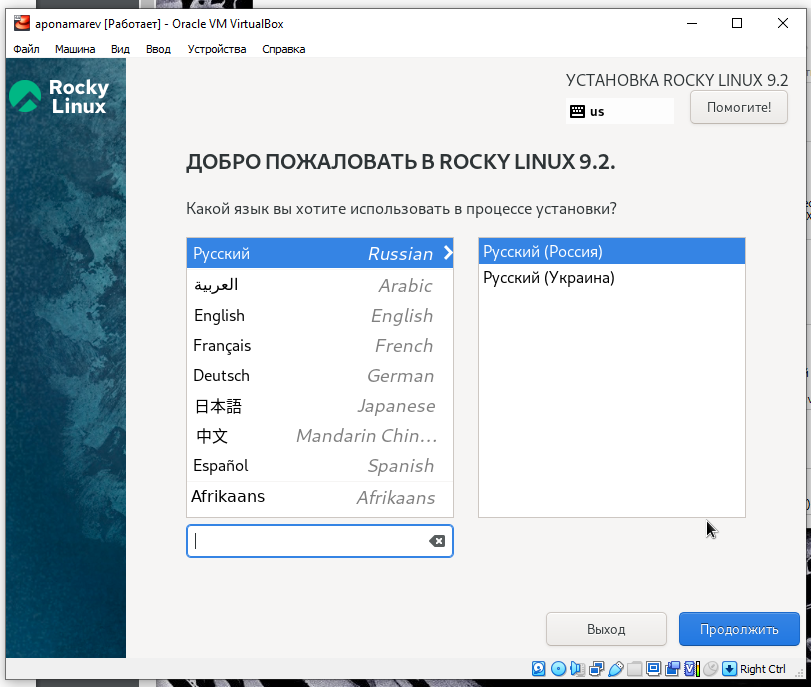 aponamarev [Работает] - Oracle VM VirtualBox
Файл Машина Вид Ввод Устройства Справка
Rocky
Linux
УСТАНОВКА ROCKY LINUX 9.2
us
Помогите!
ДОБРО ПОЖАЛОВАТЬ В ROCKY LINUX 9.2.
Какой язык вы хотите использовать в процессе установки?
Русский Russian
العربية Arabic
English English
Français French
Deutsch German
日本語 Japanese
中文 Mandarin Chin…
Español Spanish
Afrikaans Afrikaans
Русский (Россия)
Русский (Украина)
Выход
Продолжить
Right Ctrl